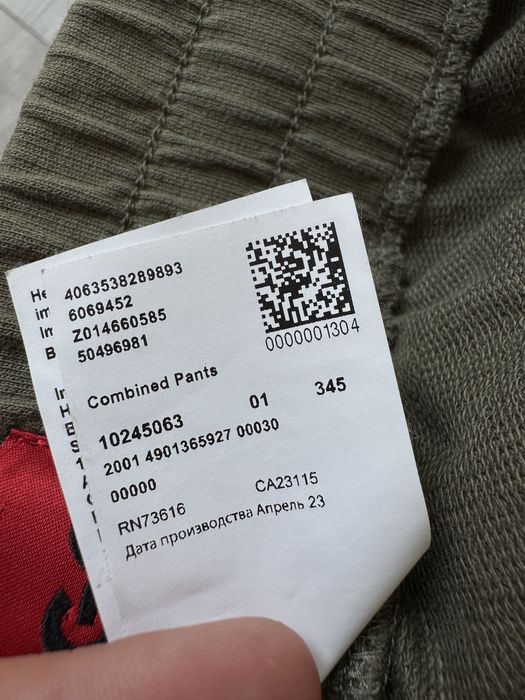 4063538289893
6069452
Z014660585
50496981
0000001304
Combined Pants
10245063 01 345
2001 4901365927 00030
00000
RN73616 CA23115
Дата производства Апрель 23